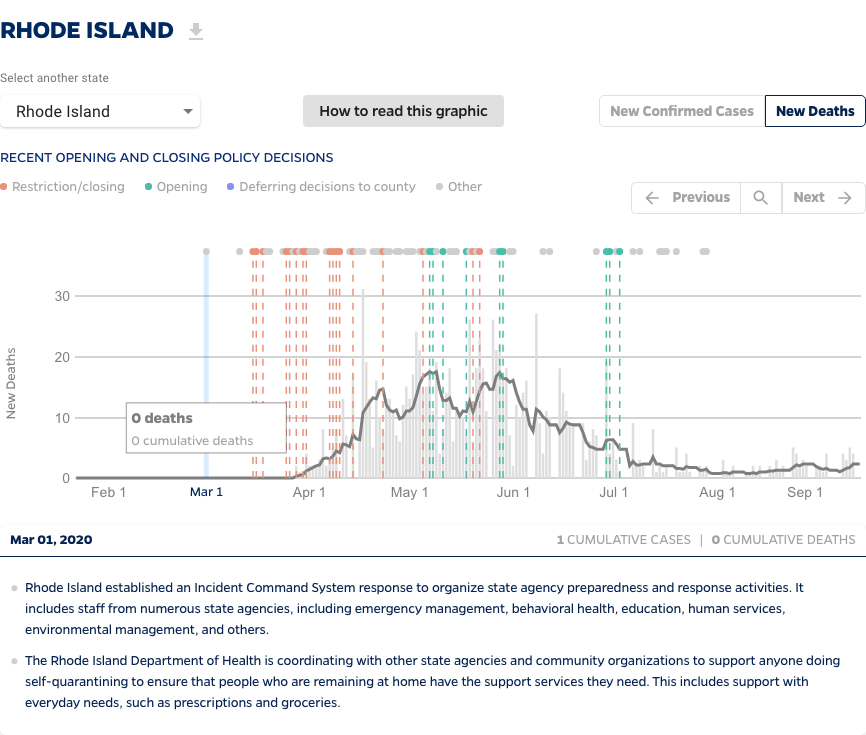 RHODE ISLAND
Select another state
Rhode Island
How to read this graphic
New Confirmed Cases
New Deaths
RECENT OPENING AND CLOSING POLICY DECISIONS
Restriction/closing
Opening
Deferring decisions to county
Other
Previous
Next
30
20
10
0
New Deaths
0 deaths
0 cumulative deaths
Feb 1
Mar 1
Apr 1
May 1
Jun 1
Jul 1
Aug 1
Sep 1
Mar 01, 2020
1 CUMULATIVE CASES | 0 CUMULATIVE DEATHS
Rhode Island established an Incident Command System response to organize state agency preparedness and response activities. It
includes staff from numerous state agencies, including emergency management, behavioral health, education, human services,
environmental management, and others.
The Rhode Island Department of Health is coordinating with other state agencies and community organizations to support anyone doing
self-quarantining to ensure that people who are remaining at home have the support services they need. This includes support with
everyday needs, such as prescriptions and groceries.